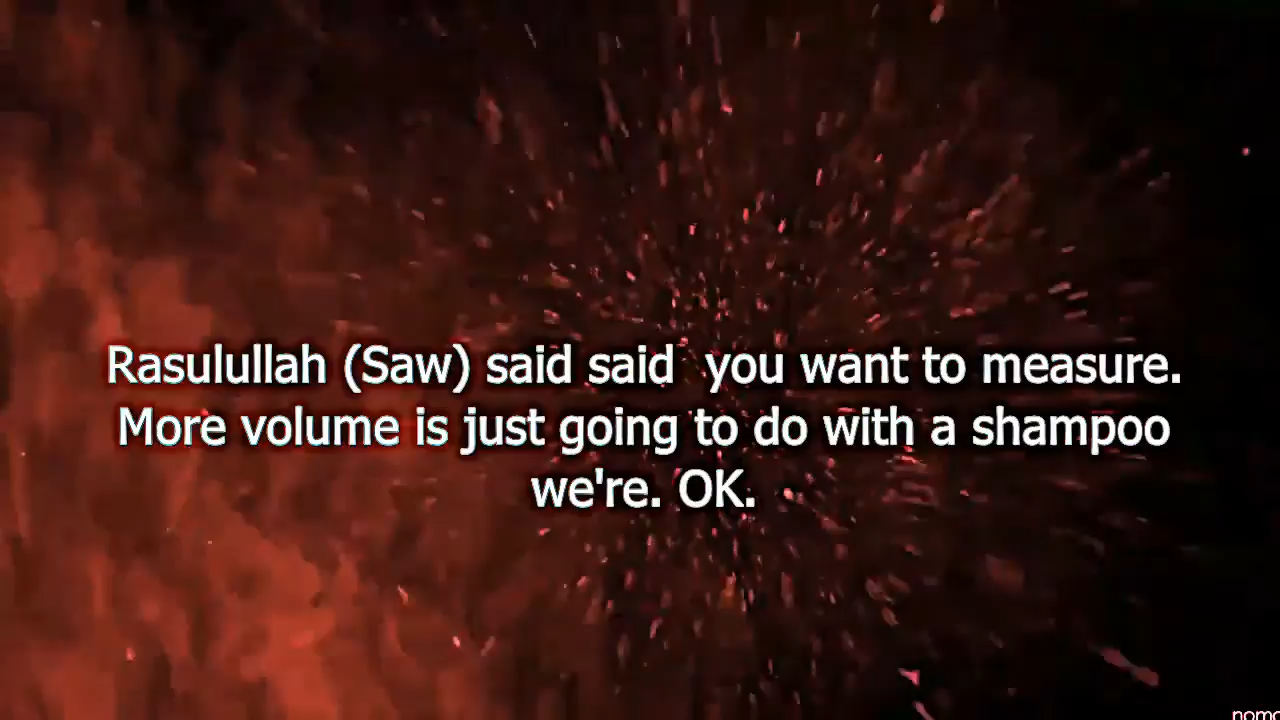 Rasulullah (Saw) said said  you want to measure.
More volume is just going to do with a shampoo
we're. OK.